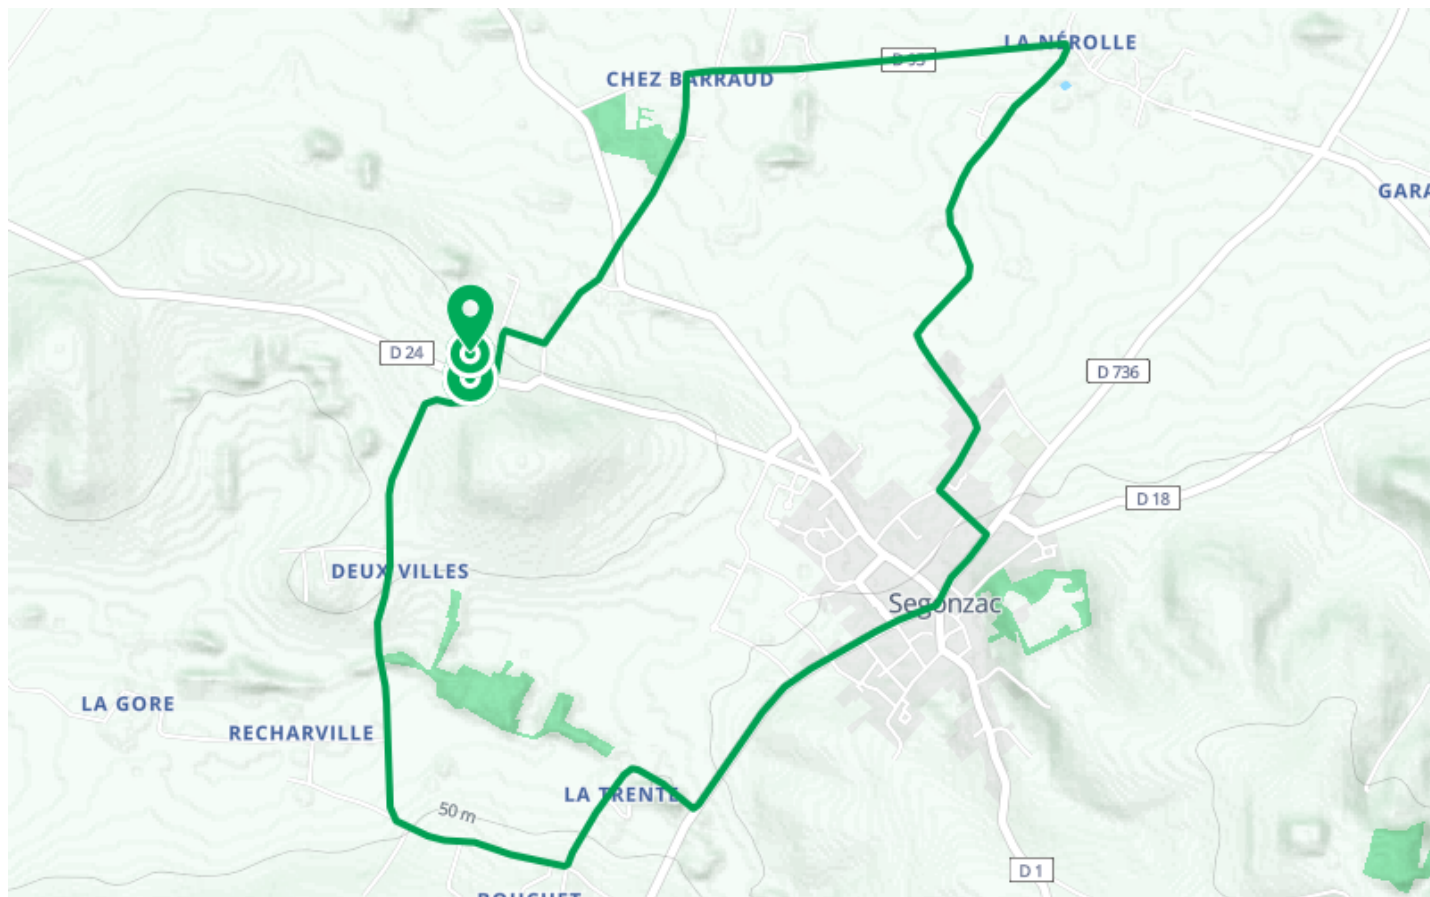 LA NÉROLLE
CHEZ BARRAUD
GARA
D 24
D 736
D 18
DEUX VILLES
Segonzac
LA GORE
RECHARVILLE
LA TRENTE
50 m
D 1